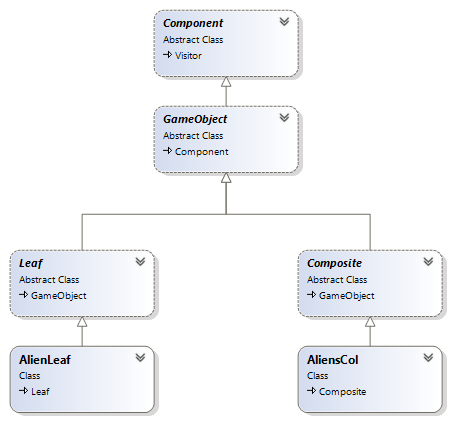 Component
Abstract Class
Visitor
GameObject
Abstract Class
Component
Leaf
Abstract Class
GameObject
Composite
Abstract Class
GameObject
AlienLeaf
Class
Leaf
AliensCol
Class
Composite